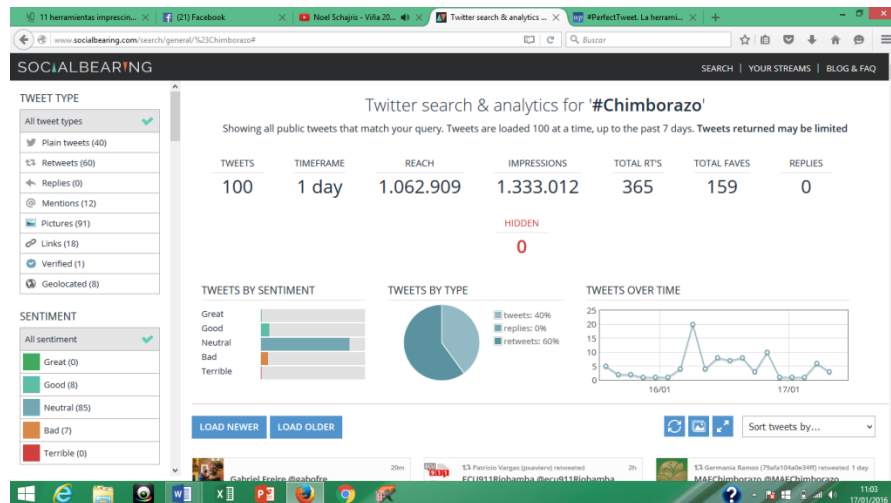 11 herramientas imprescin...
(21) Facebook
Noel Schajris - Viña 20...
Twitter search & analytics ...
#PerfectTweet. La herrami...
www.socialbearing.com/search/general/%23Chimborazo#
Buscar
SOCIALBEARING
SEARCH | YOUR STREAMS | BLOG & FAQ
TWEET TYPE
All tweet types
Plain tweets (40)
Retweets (60)
Replies (0)
Mentions (12)
Pictures (91)
Links (18)
Verified (1)
Geolocated (8)
SENTIMENT
All sentiment
Great (0)
Good (8)
Neutral (85)
Bad (7)
Terrible (0)
Twitter search & analytics for '#Chimborazo'
Showing all public tweets that match your query. Tweets are loaded 100 at a time, up to the past 7 days. Tweets returned may be limited
TWEETS TIMEFRAME REACH IMPRESSIONS TOTAL RT'S TOTAL FAVES REPLIES
100 1 day 1.062.909 1.333.012 365 159 0
HIDDEN
0
TWEETS BY SENTIMENT
Great
Good
Neutral
Bad
Terrible
TWEETS BY TYPE
tweets: 40%
replies: 0%
retweets: 60%
TWEETS OVER TIME
25
20
15
10
5
0
16/01 17/01
LOAD NEWER LOAD OLDER
Sort tweets by...
20m
Gabriel Freire @gabofre
Patricio Vargas (peavierv) retweeted 2h
ECU911Riobamba @ecu911Riobamba
Germania Ramos (79afe104a0e34ff) retweeted 1 day
MAEChimborazo @MAEChimborazo
11:03
17/01/2016